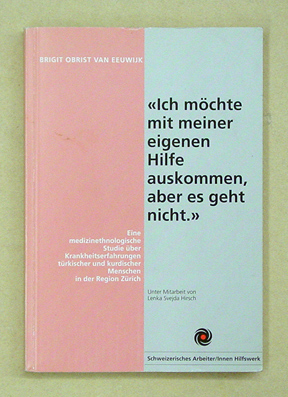 BRIGIT OBRIST VAN EEUWIJK
«Ich möchte
mit meiner
eigenen
Hilfe
auskommen,
aber es geht
nicht.»
Eine
medizinethnologische
Studie über
Krankheitserfahrungen
türkischer und kurdischer
Menschen
in der Region Zürich
Unter Mitarbeit von
Lenka Svejda Hirsch
Schweizerisches Arbeiter/Innen Hilfswerk